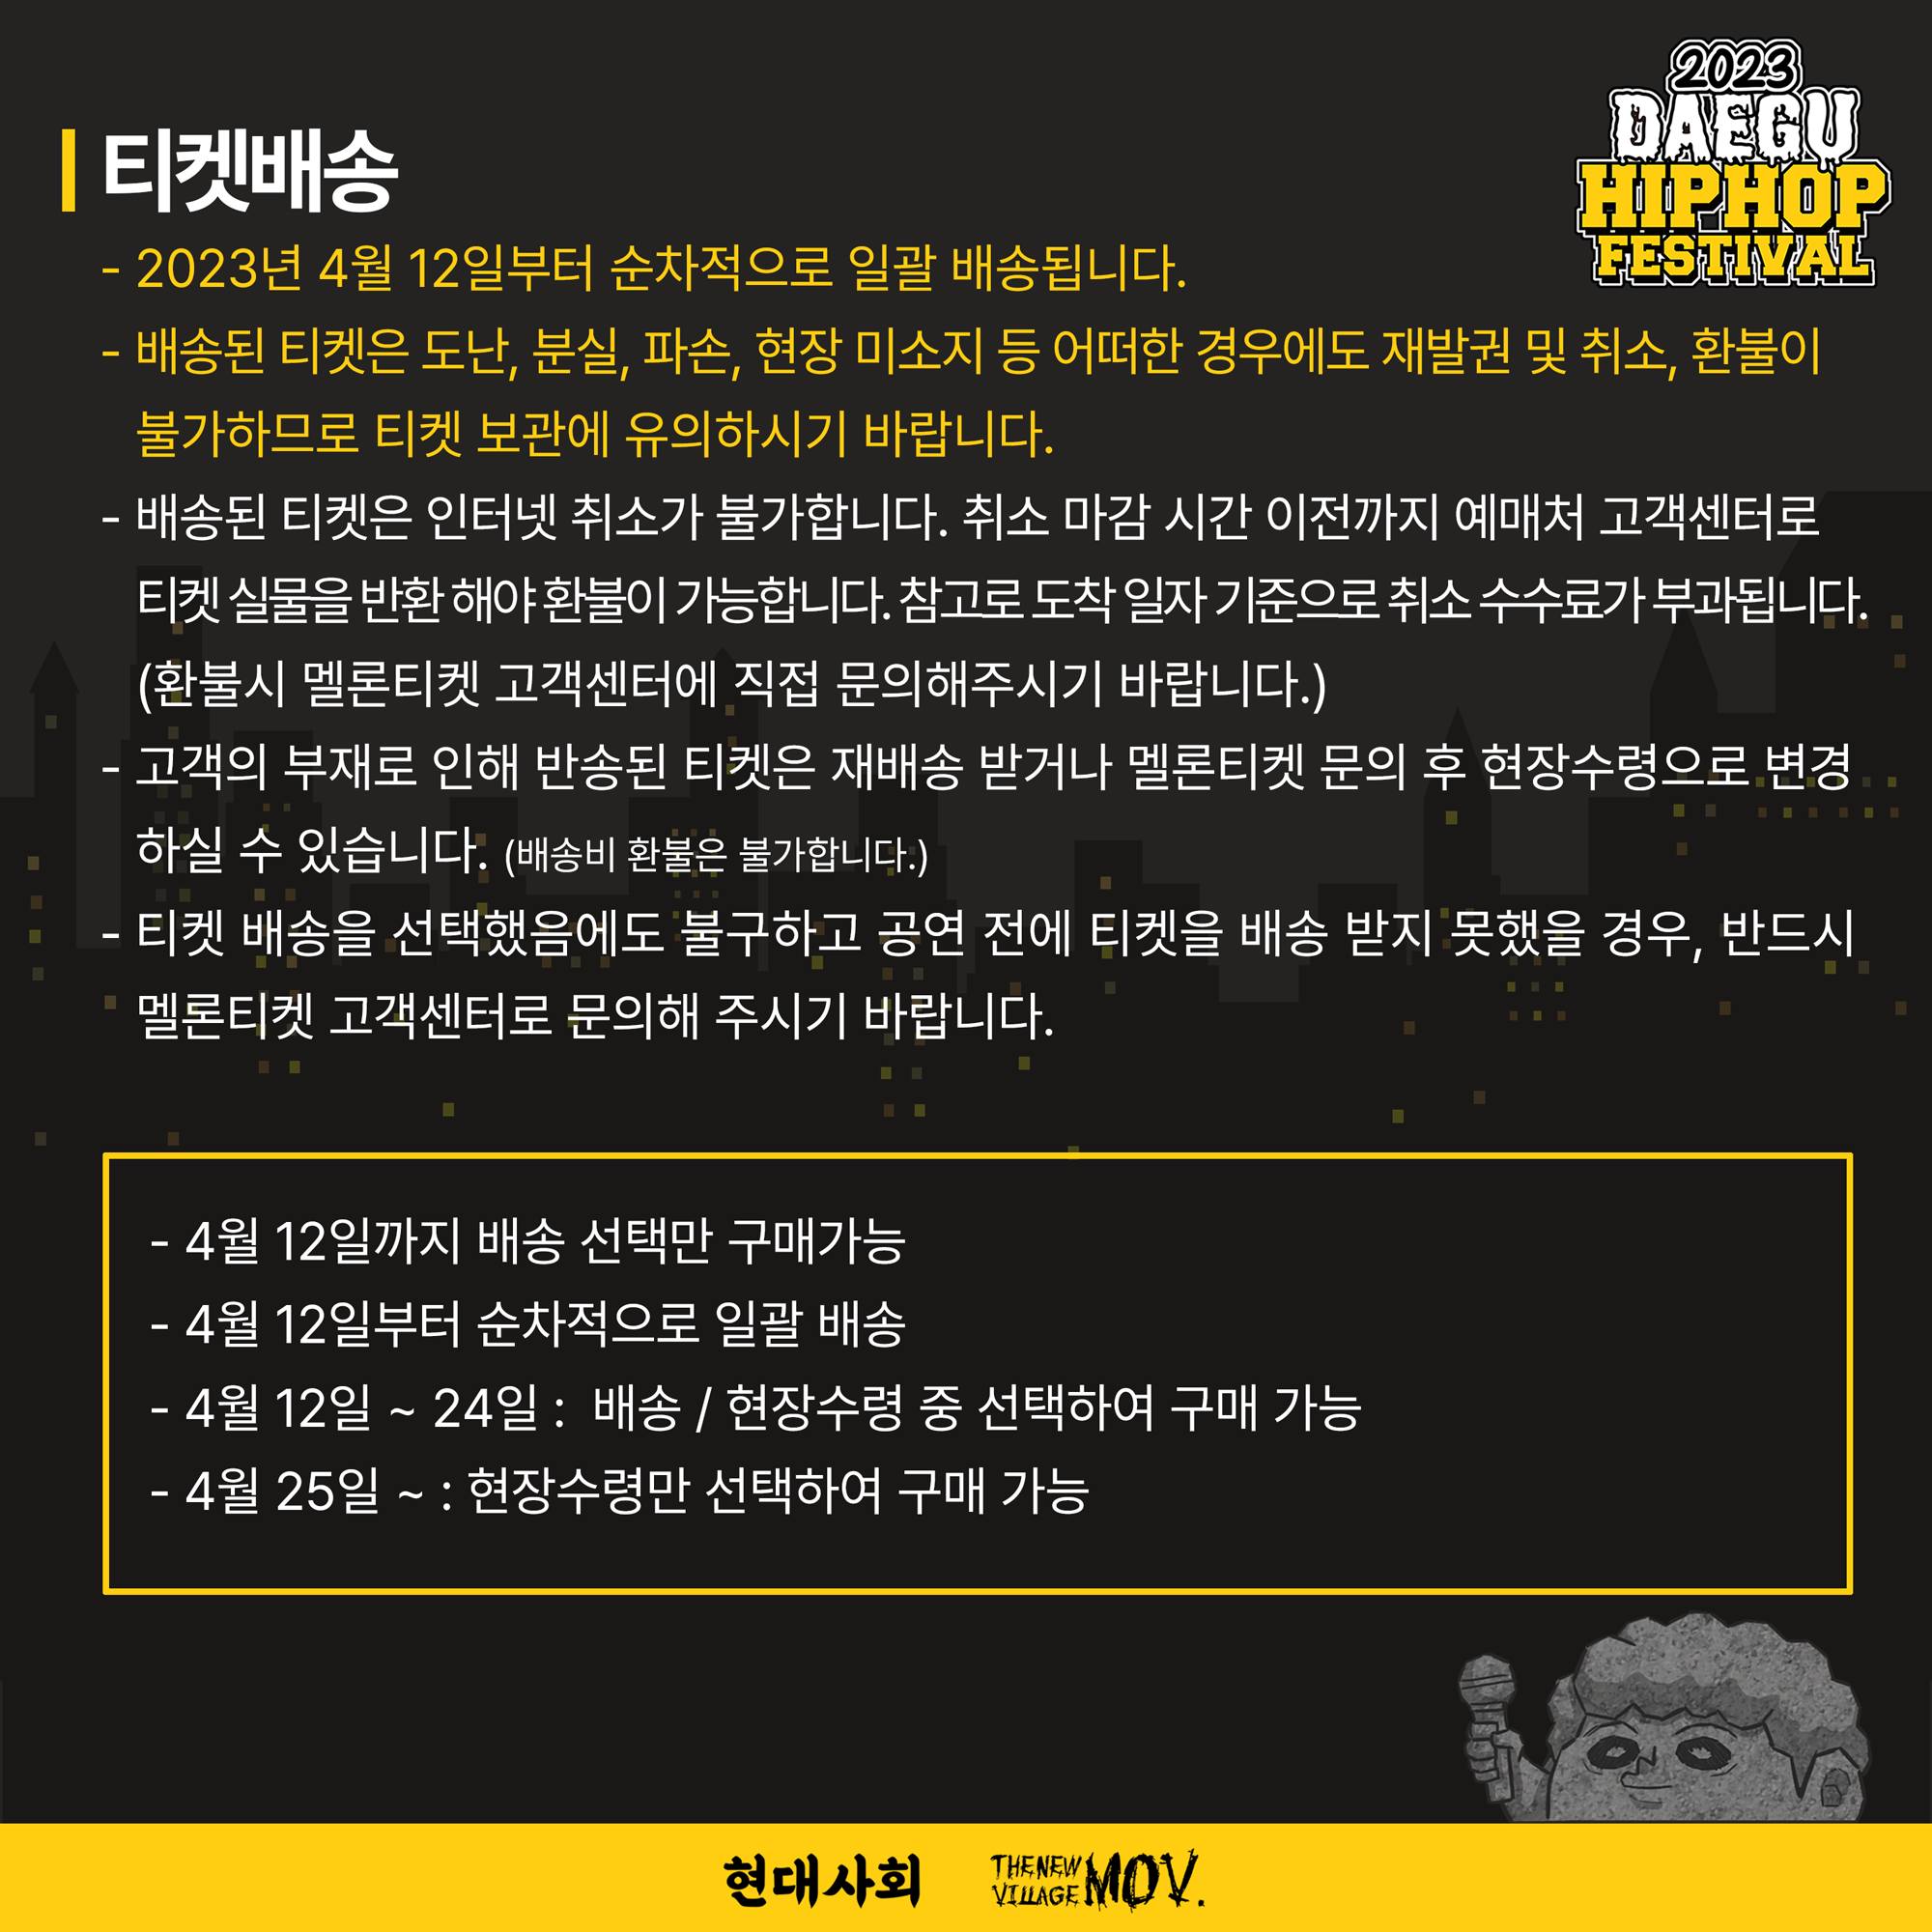 2023
DAEGU
HIPHOP
FESTIVAL
티켓배송
- 2023년 4월 12일부터 순차적으로 일괄 배송됩니다.
- 배송된 티켓은 도난, 분실, 파손, 현장 미소지 등 어떠한 경우에도 재발권 및 취소, 환불이
불가하므로 티켓 보관에 유의하시기 바랍니다.
- 배송된 티켓은 인터넷 취소가 불가합니다. 취소 마감 시간 이전까지 예매처 고객센터로
티켓 실물을 반환 해야 환불이 가능합니다. 참고로 도착 일자 기준으로 취소 수수료가 부과됩니다.
(환불시 멜론티켓 고객센터에 직접 문의해주시기 바랍니다.)
- 고객의 부재로 인해 반송된 티켓은 재배송 받거나 멜론티켓 문의 후 현장수령으로 변경
하실 수 있습니다. (배송비 환불은 불가합니다.)
- 티켓 배송을 선택했음에도 불구하고 공연 전에 티켓을 배송 받지 못했을 경우, 반드시
멜론티켓 고객센터로 문의해 주시기 바랍니다.
- 4월 12일까지 배송 선택만 구매가능
- 4월 12일부터 순차적으로 일괄 배송
- 4월 12일 ~ 24일 : 배송 / 현장수령 중 선택하여 구매 가능
- 4월 25일 ~ : 현장수령만 선택하여 구매 가능
현대사회
THE NEW
VILLAGE MOV.